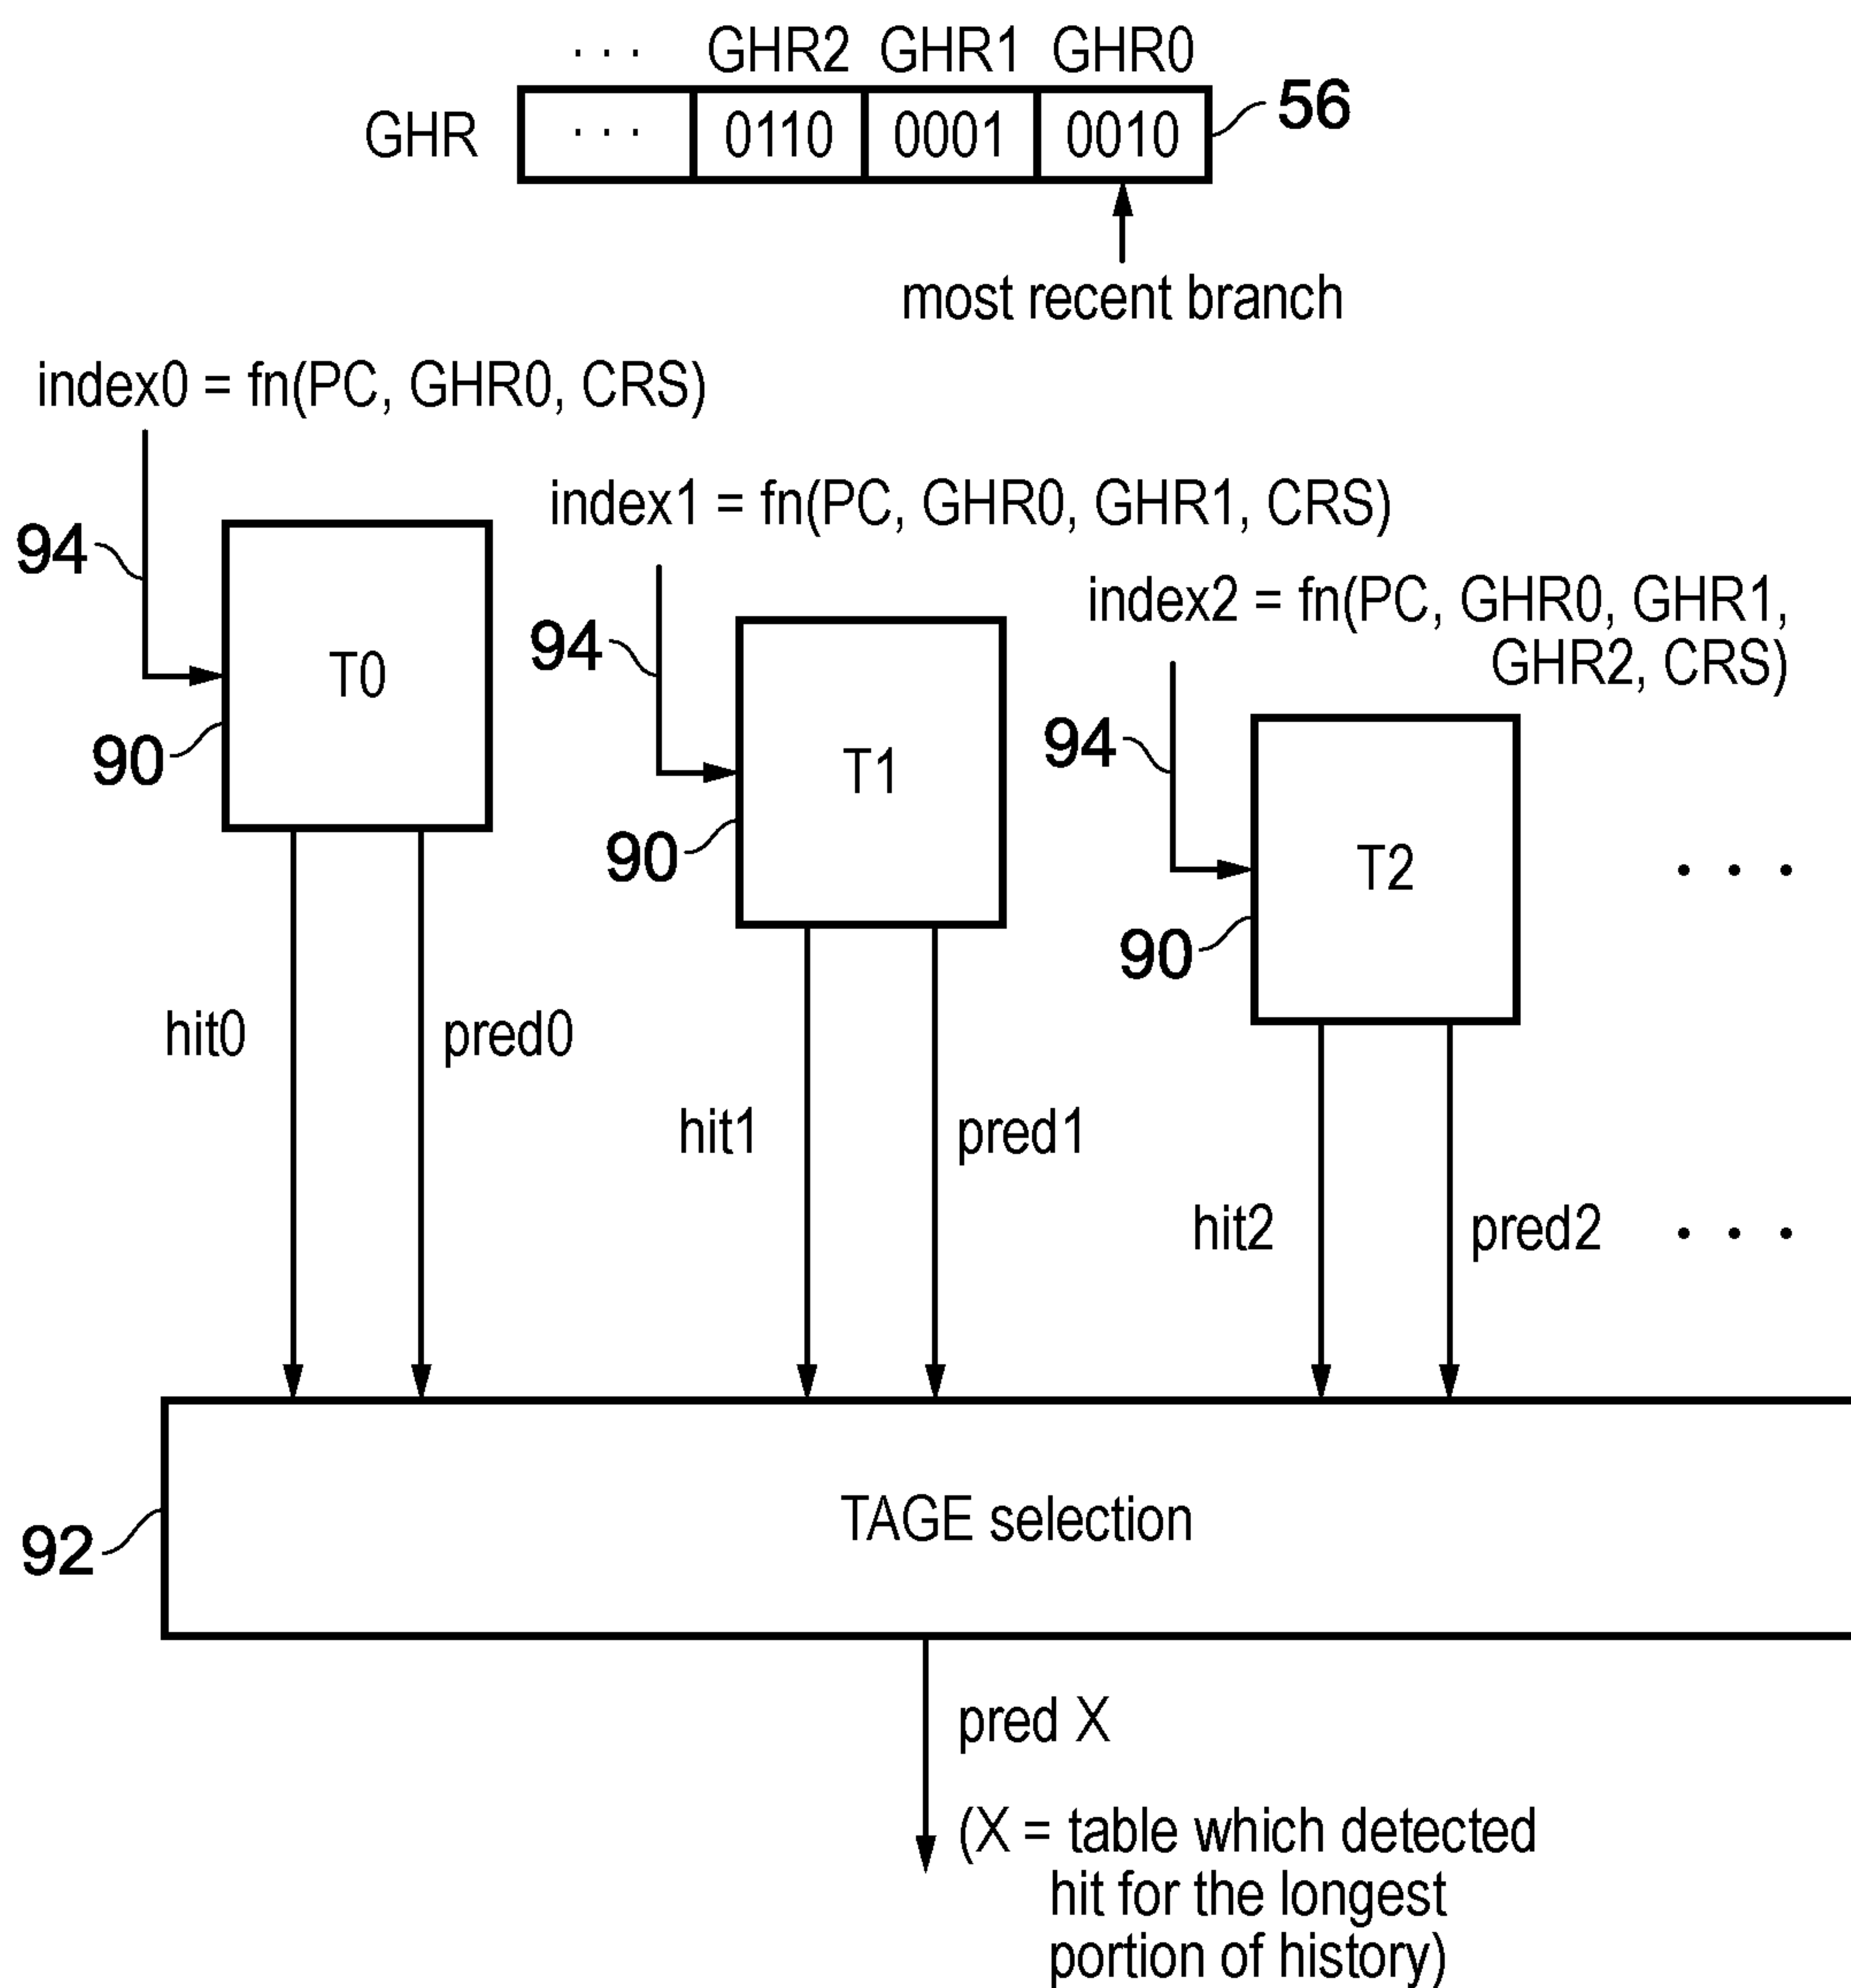 · · · GHR2 GHR1 GHR0
GHR · · · 0110 0001 0010 56
most recent branch
index0 = fn(PC, GHR0, CRS)
index1 = fn(PC, GHR0, GHR1, CRS)
94
index2 = fn(PC, GHR0, GHR1,
GHR2, CRS)
94
T0
94
90
T1
90
T2 · · ·
90
hit0 pred0
hit1 pred1
hit2 pred2 · · ·
TAGE selection
92
pred X
(X = table which detected
hit for the longest
portion of history)